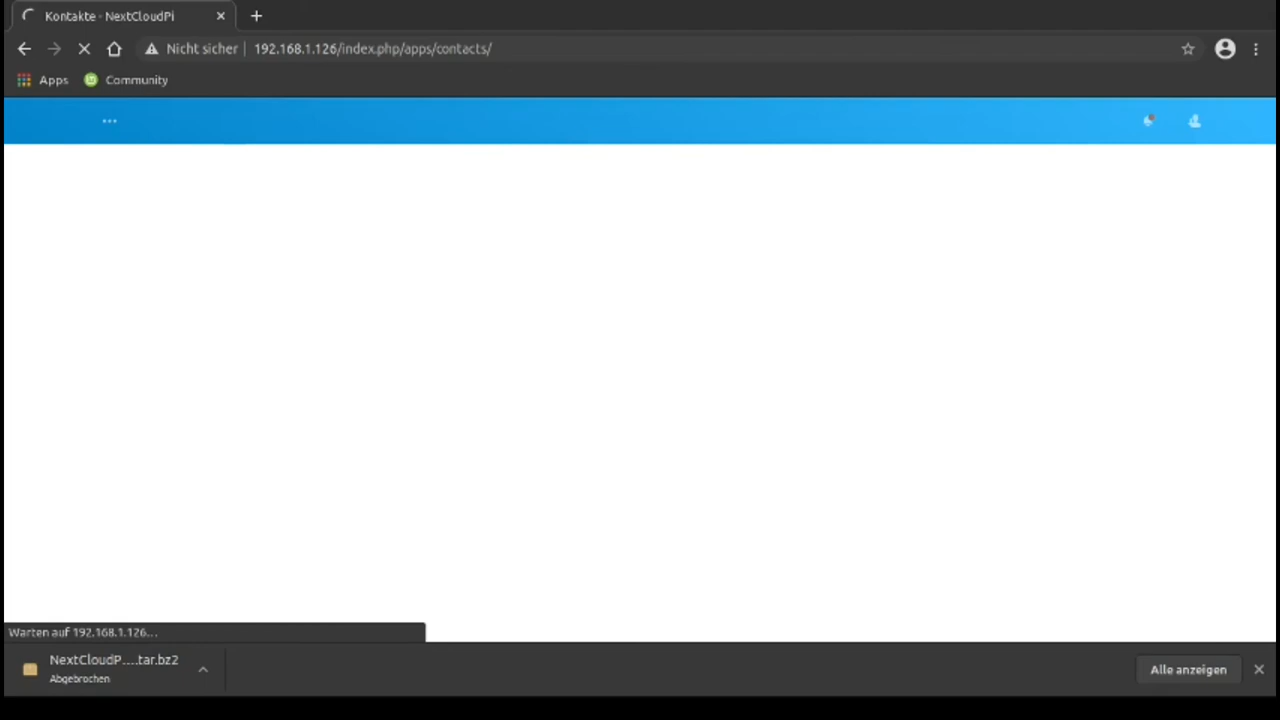 Kontakte - NextCloudPi
Nicht sicher 192.168.1.126/index.php/apps/contacts/
Apps Community
Warten auf 192.168.1.126...
NextCloudP....tar.bz2
Abgebrochen
Alle anzeigen